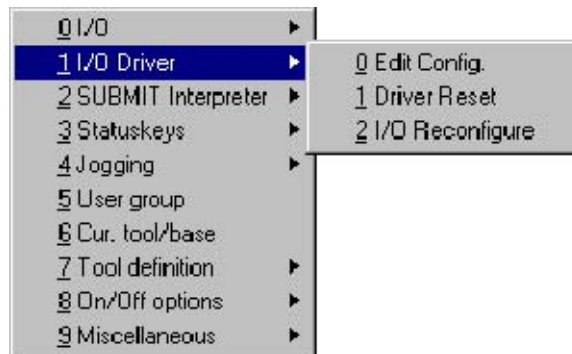 0 I/O
1 I/O Driver
2 SUBMIT Interpreter
3 Statuskeys
4 Jogging
5 User group
6 Cur. tool/base
7 Tool definition
8 On/Off options
9 Miscellaneous
0 Edit Config.
1 Driver Reset
2 I/O Reconfigure